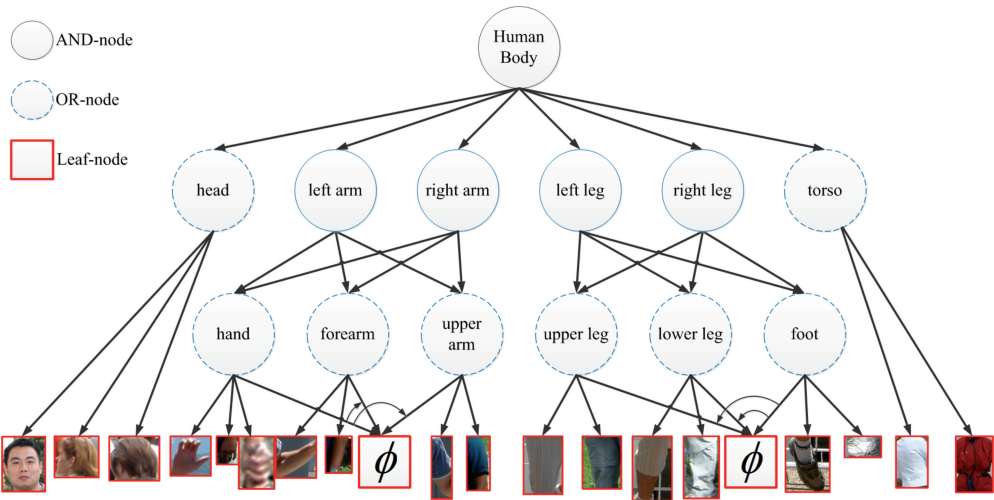 AND-node
OR-node
Leaf-node
Human
Body
head
left arm
right arm
left leg
right leg
torso
hand
forearm
upper
arm
upper leg
lower leg
foot
ϕ
ϕ